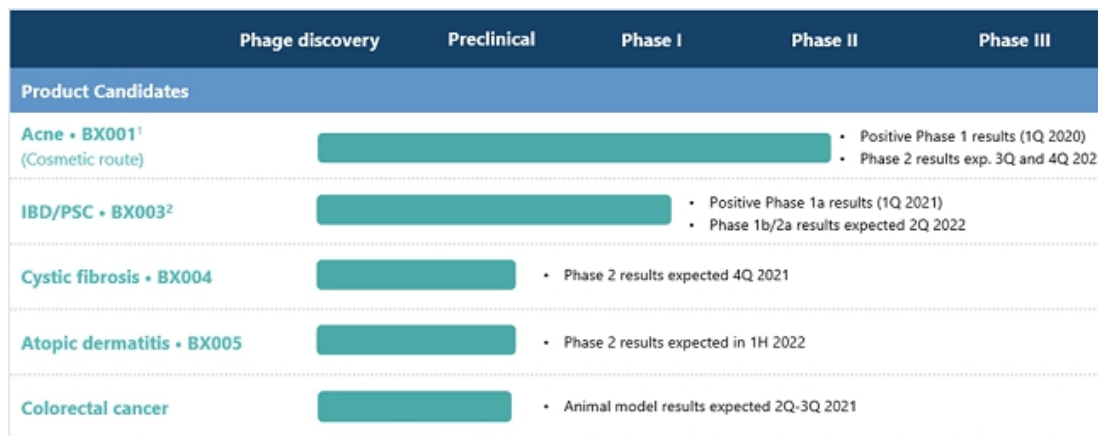 Phage discovery Preclinical Phase I Phase II Phase III
Product Candidates
Acne • BX001¹
(Cosmetic route)
• Positive Phase 1 results (1Q 2020)
• Phase 2 results exp. 3Q and 4Q 202
IBD/PSC • BX003²
• Positive Phase 1a results (1Q 2021)
• Phase 1b/2a results expected 2Q 2022
Cystic fibrosis • BX004
• Phase 2 results expected 4Q 2021
Atopic dermatitis • BX005
• Phase 2 results expected in 1H 2022
Colorectal cancer
• Animal model results expected 2Q-3Q 2021